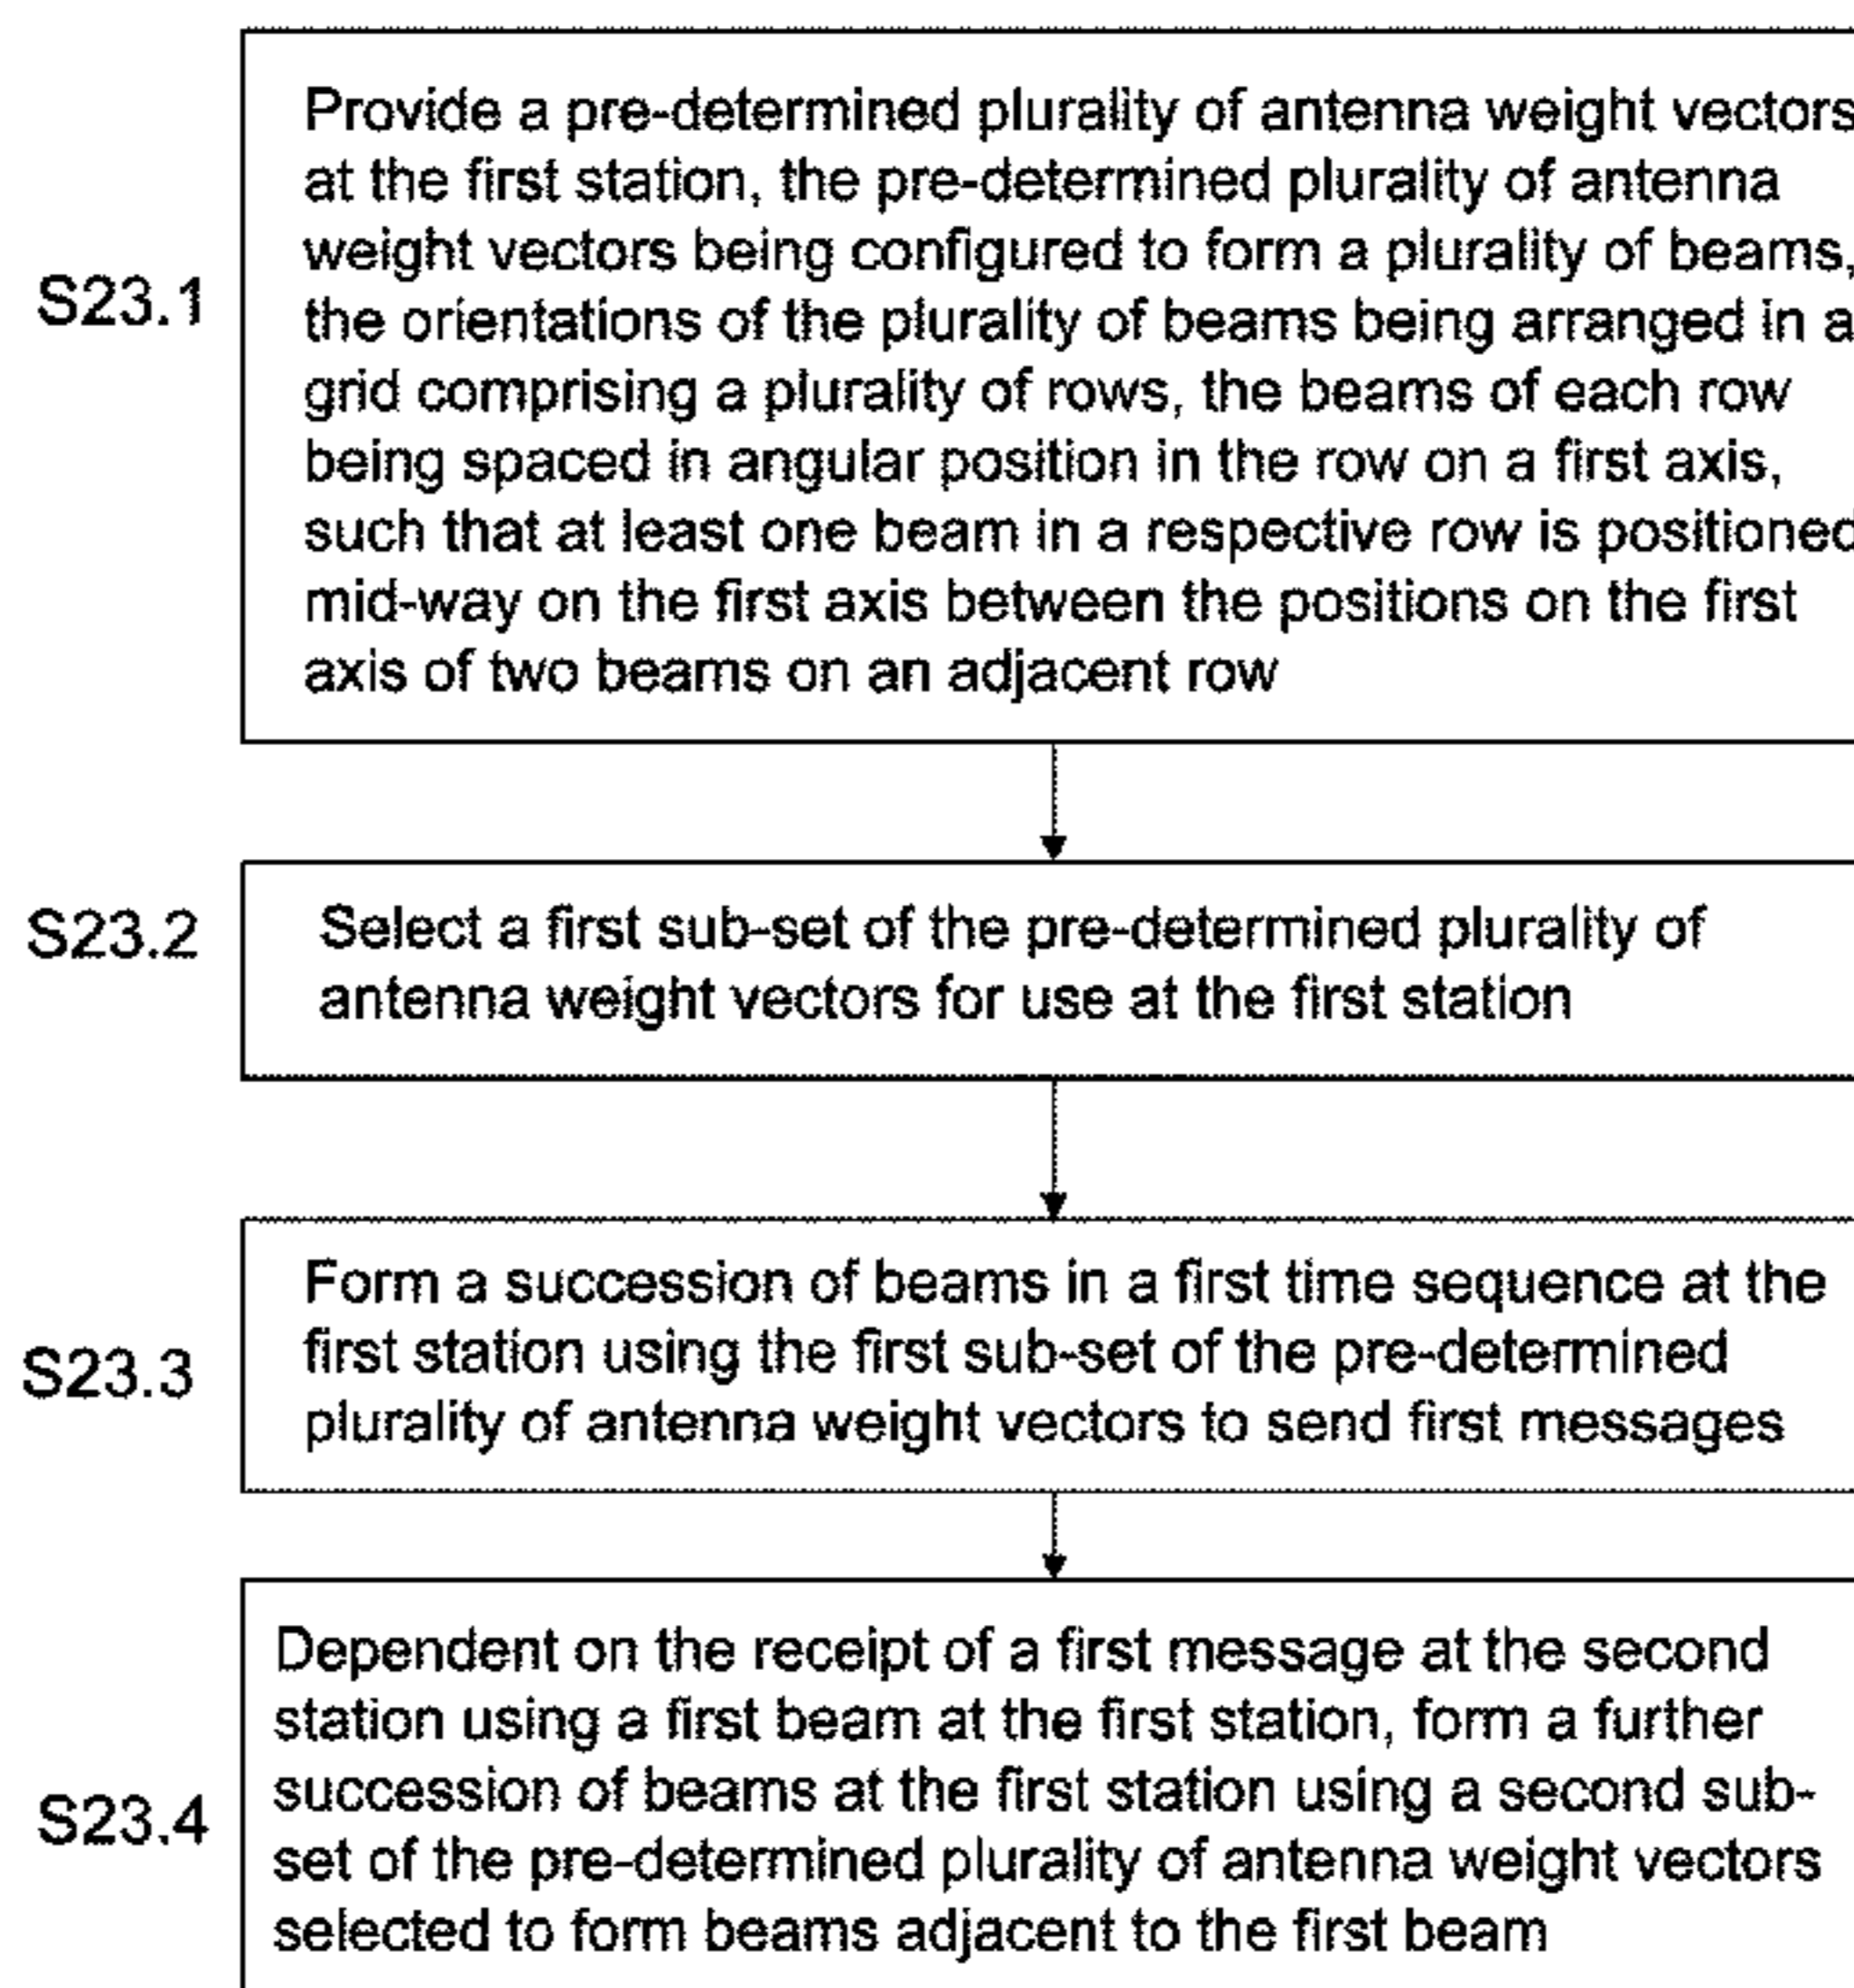 Provide a pre-determined plurality of antenna weight vectors
at the first station, the pre-determined plurality of antenna
weight vectors being configured to form a plurality of beams,
S23.1
the orientations of the plurality of beams being arranged in a
grid comprising a plurality of rows, the beams of each row
being spaced in angular position in the row on a first axis,
such that at least one beam in a respective row is positioned
mid-way on the first axis between the positions on the first
axis of two beams on an adjacent row
S23.2
Select a first sub-set of the pre-determined plurality of
antenna weight vectors for use at the first station
Form a succession of beams in a first time sequence at the
S23.3
first station using the first sub-set of the pre-determined
plurality of antenna weight vectors to send first messages
Dependent on the receipt of a first message at the second
station using a first beam at the first station, form a further
succession of beams at the first station using a second sub-
S23.4
set of the pre-determined plurality of antenna weight vectors
selected to form beams adjacent to the first beam